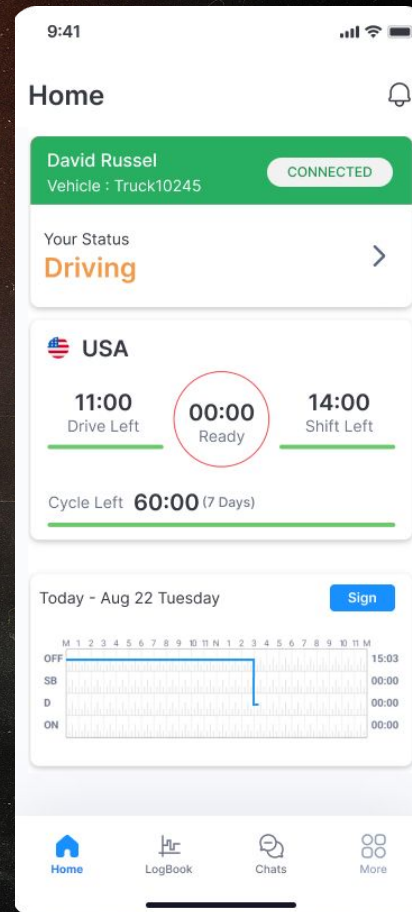 9:41
Home
David Russel
Vehicle : Truck10245
CONNECTED
Your Status
Driving
USA
11:00
Drive Left
00:00
Ready
14:00
Shift Left
Cycle Left 60:00 (7 Days)
Today - Aug 22 Tuesday
Sign
M 1 2 3 4 5 6 7 8 9 10 11 N 1 2 3 4 5 6 7 8 9 10 11 M
OFF 15:03
SB 00:00
D 00:00
ON 00:00
Home LogBook Chats More